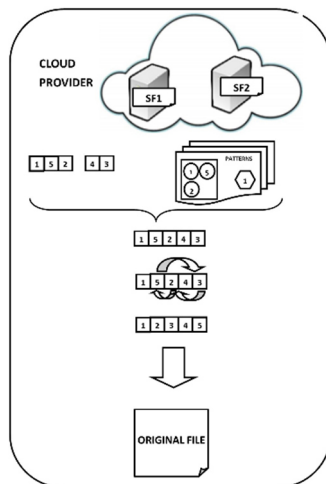 CLOUD
PROVIDER
SF1
SF2
1 5 2 4 3
PATTERNS
1 5
2
1
1 5 2 4 3
1 5 2 4 3
1 2 3 4 5
ORIGINAL FILE